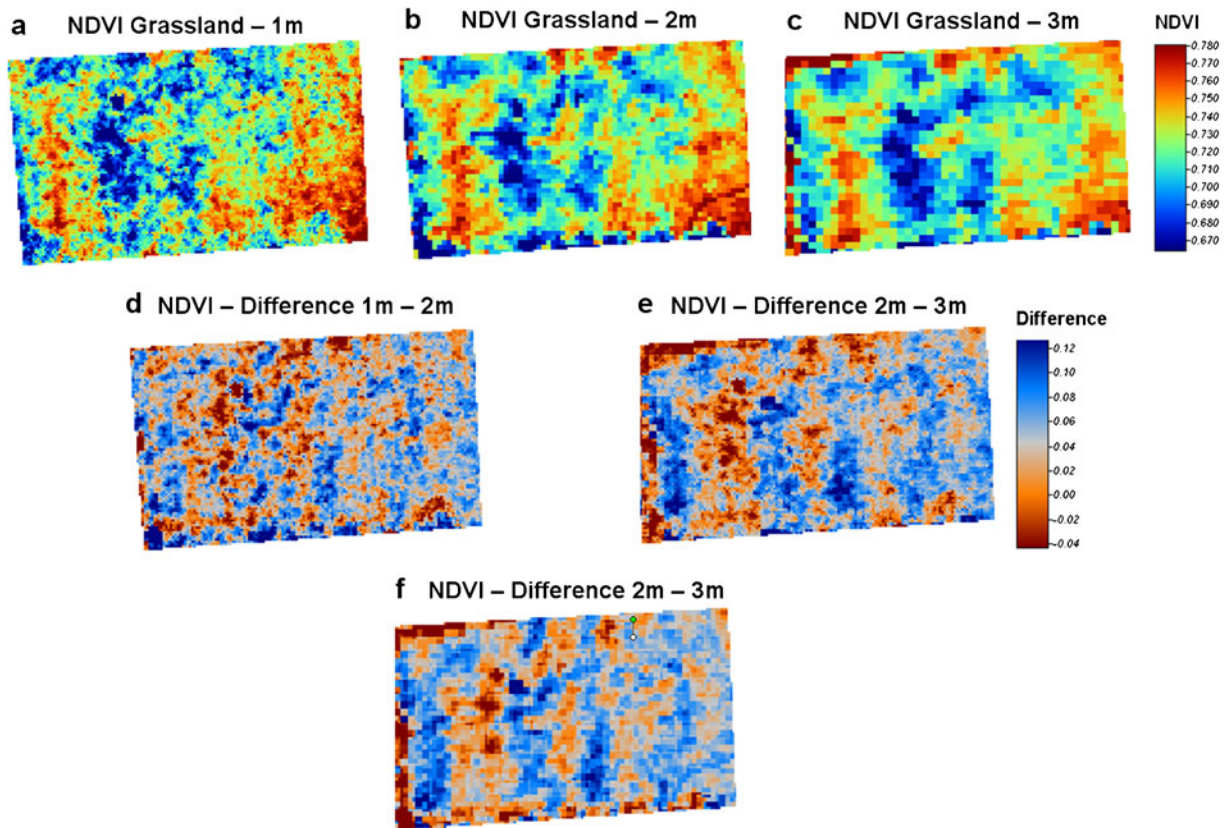 a NDVI Grassland – 1m
b NDVI Grassland – 2m
c NDVI Grassland – 3m
NDVI
0.780
0.770
0.760
0.750
0.740
0.730
0.720
0.710
0.700
0.690
0.680
0.670
d NDVI – Difference 1m – 2m
e NDVI – Difference 2m – 3m
Difference
0.12
0.10
0.08
0.06
0.04
0.02
0.00
-0.02
-0.04
f NDVI – Difference 2m – 3m